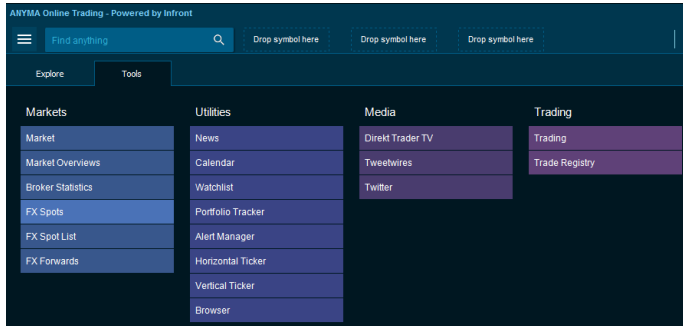 ANYMA Online Trading - Powered by Infront
Find anything
Drop symbol here
Drop symbol here
Drop symbol here
Explore
Tools
Markets
Market
Market Overviews
Broker Statistics
FX Spots
FX Spot List
FX Forwards
Utilities
News
Calendar
Watchlist
Portfolio Tracker
Alert Manager
Horizontal Ticker
Vertical Ticker
Browser
Media
Direkt Trader TV
Tweetwires
Twitter
Trading
Trading
Trade Registry